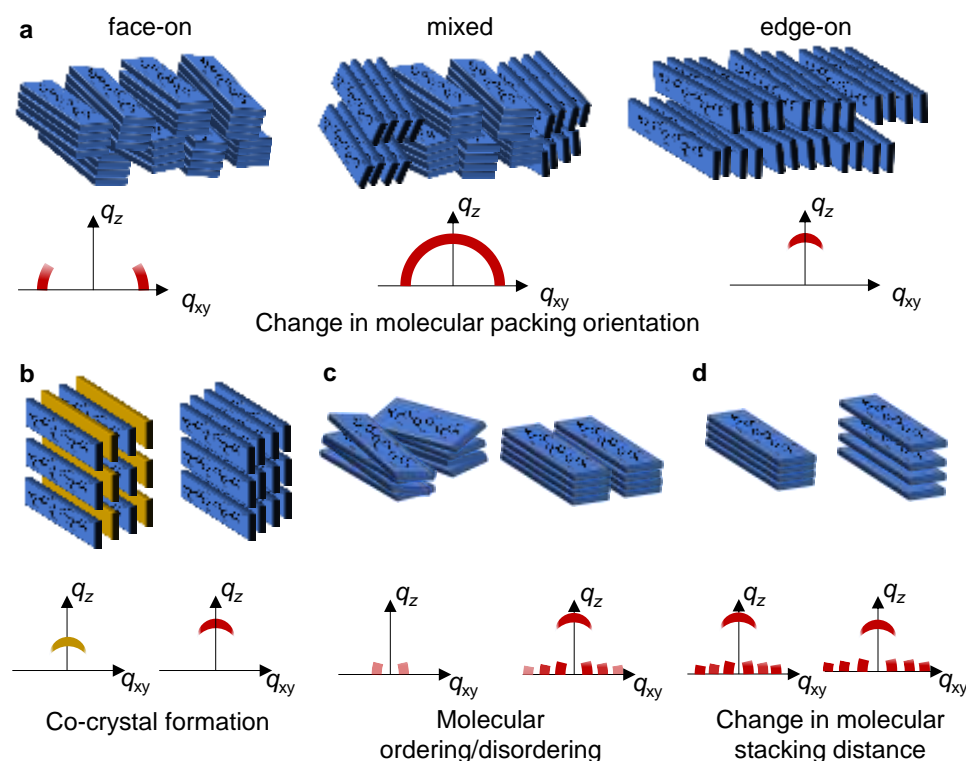 a
face-on
mixed
edge-on
qz
qz
qz
qxy
qxy
qxy
Change in molecular packing orientation
b
c
d
qz
qz
qz
qz
qz
qz
qxy
qxy
qxy
qxy
qxy
qxy
Co-crystal formation
Molecular
ordering/disordering
Change in molecular
stacking distance